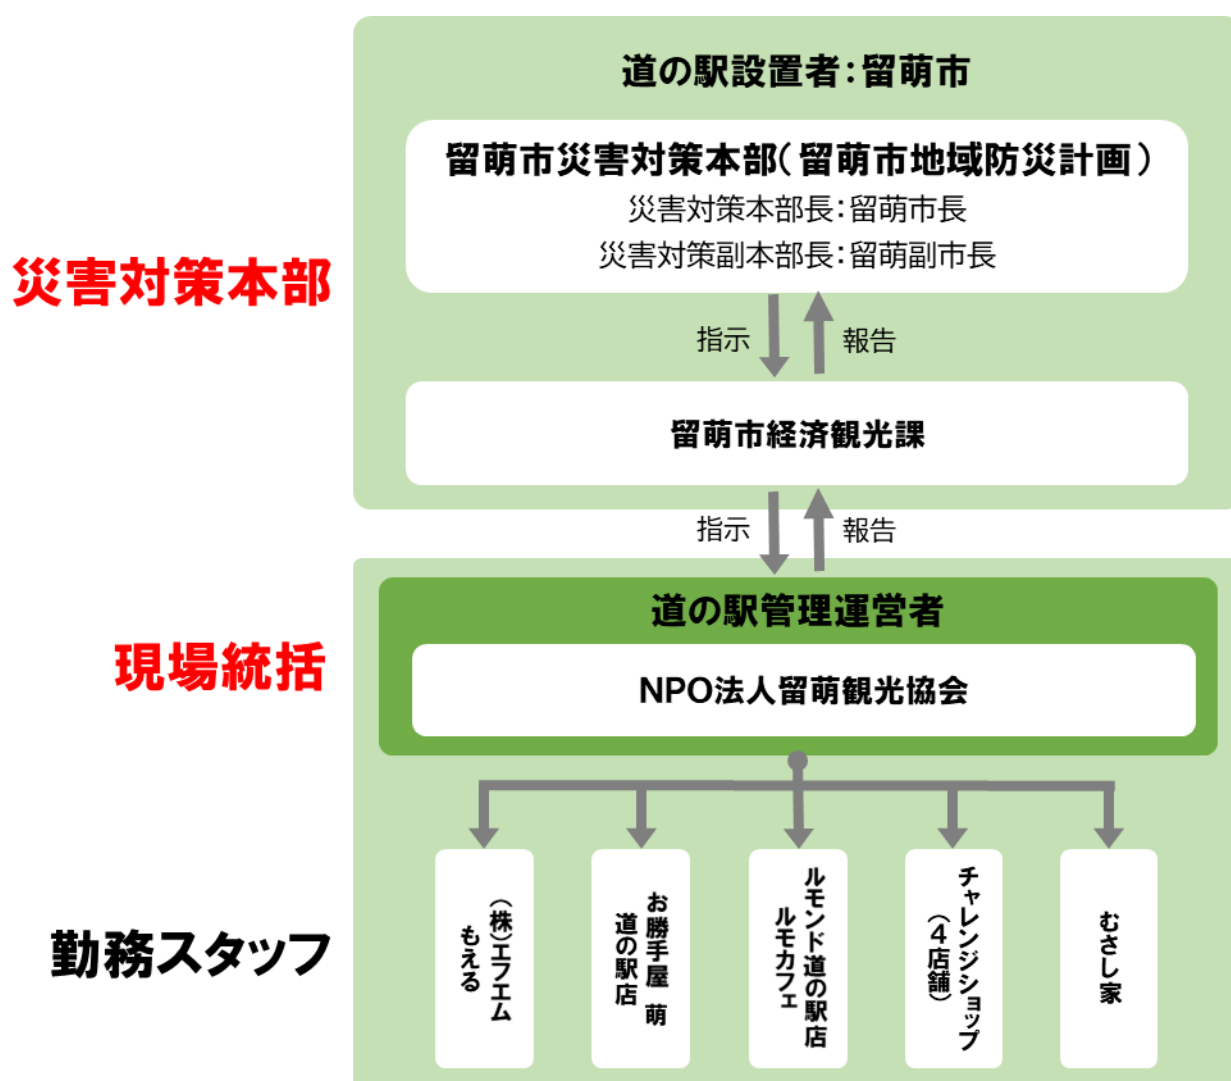 道の駅設置者：留萌市
留萌市災害対策本部（留萌市地域防災計画）
災害対策本部長：留萌市長
災害対策副本部長：留萌副市長
災害対策本部
指示
報告
留萌市経済観光課
指示
報告
道の駅管理運営者
現場統括
NPO法人留萌観光協会
勤務スタッフ
（株）エフエム
もえる
お勝手屋 萌
道の駅店
ルモンド道の駅店
ルモカフェ
チャレンジショップ
（４店舗）
むさし家